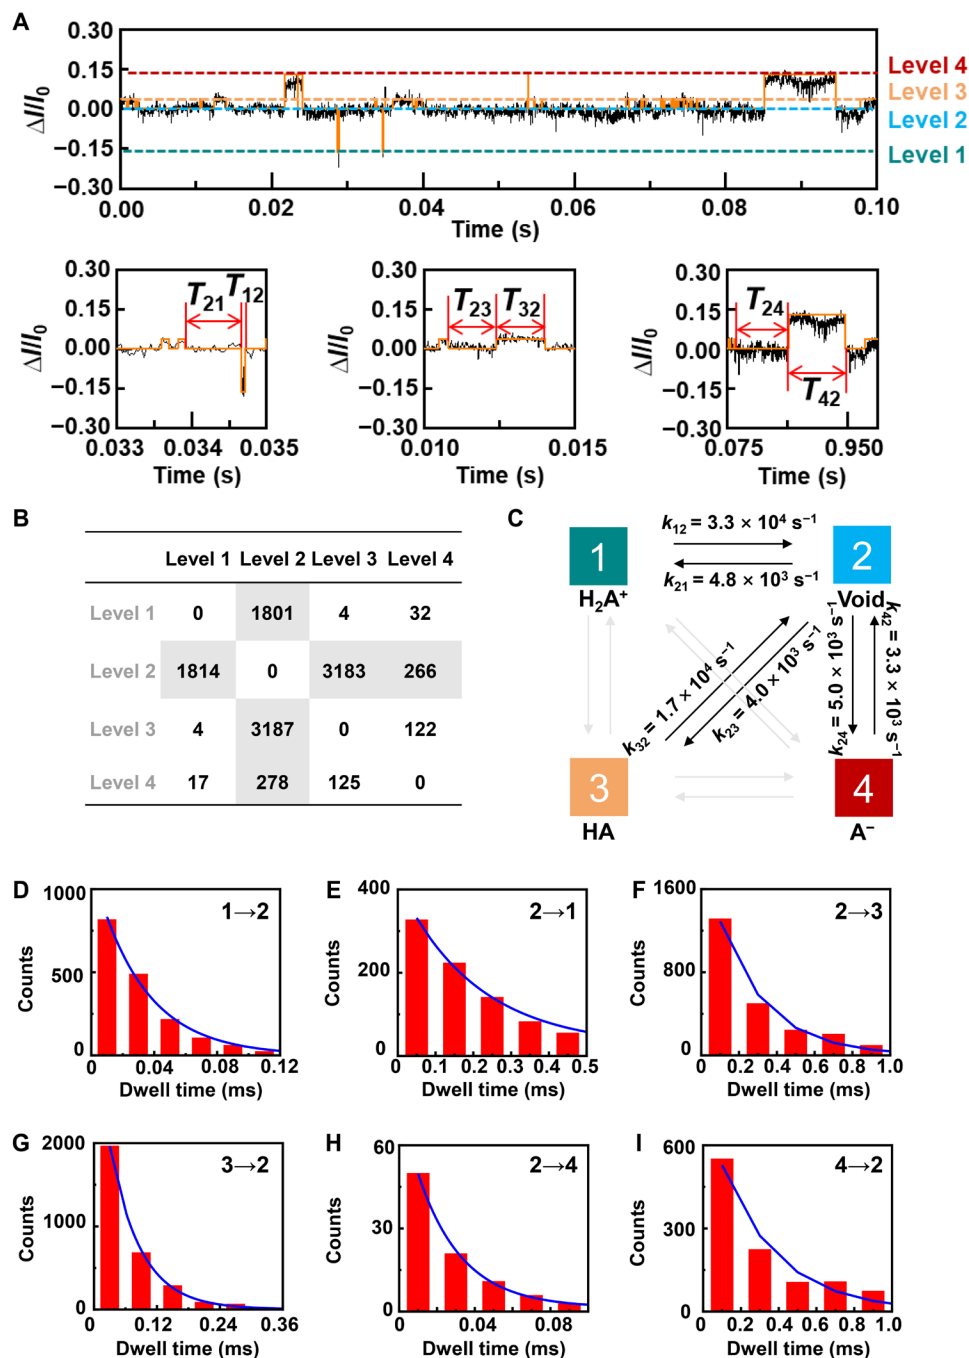 A
0.30
0.15
0.00
−0.15
−0.30
ΔI/I0
Level 4
Level 3
Level 2
Level 1
0.00 0.02 0.04 0.06 0.08 0.10
Time (s)
0.30
0.15
0.00
−0.15
−0.30
ΔI/I0
T21 T12
0.033 0.034 0.035
Time (s)
0.30
0.15
0.00
−0.15
−0.30
ΔI/I0
T23 T32
0.010 0.015
Time (s)
0.30
0.15
0.00
−0.15
−0.30
ΔI/I0
T24
T42
0.075 0.950
Time (s)
B
Level 1 Level 2 Level 3 Level 4
Level 1 0 1801 4 32
Level 2 1814 0 3183 266
Level 3 4 3187 0 122
Level 4 17 278 125 0
C
1
H2A+
2
Void
3
HA
4
A−
k12 = 3.3 × 10⁴ s⁻¹
k21 = 4.8 × 10³ s⁻¹
k32 = 1.7 × 10⁴ s⁻¹
k23 = 4.0 × 10³ s⁻¹
k24 = 5.0 × 10³ s⁻¹
k42 = 3.3 × 10³ s⁻¹
D
1→2
1000
500
0
Counts
0 0.04 0.08 0.12
Dwell time (ms)
E
2→1
400
200
0
Counts
0 0.1 0.2 0.3 0.4 0.5
Dwell time (ms)
F
2→3
1600
800
0
Counts
0 0.2 0.4 0.6 0.8 1.0
Dwell time (ms)
G
3→2
2000
1000
0
Counts
0 0.12 0.24 0.36
Dwell time (ms)
H
2→4
60
30
0
Counts
0 0.04 0.08
Dwell time (ms)
I
4→2
600
300
0
Counts
0 0.2 0.4 0.6 0.8 1.0
Dwell time (ms)